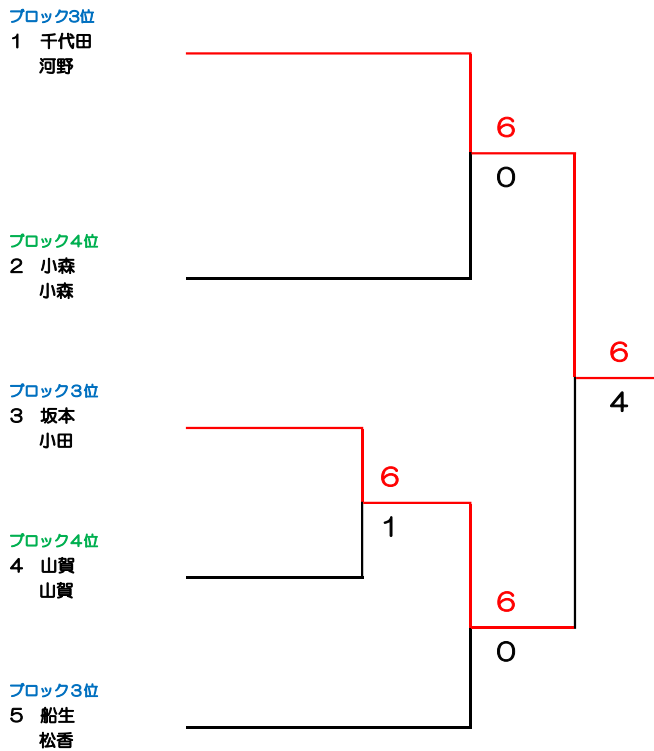 ブロック3位
1 千代田
河野
6
0
ブロック4位
2 小森
小森
6
4
ブロック3位
3 坂本
小田
6
1
ブロック4位
4 山賀
山賀
6
0
ブロック3位
5 船生
松香